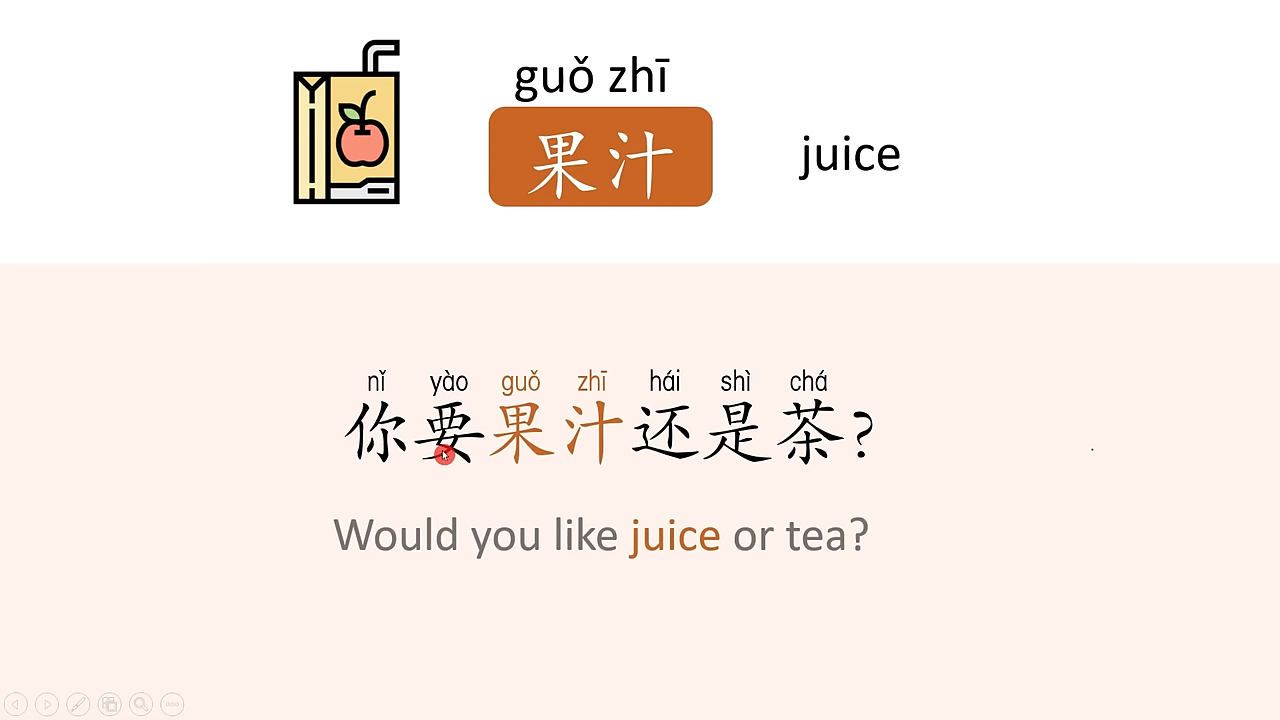 guǒ zhī
果汁
juice
nǐ yào guǒ zhī hái shì chá
你要果汁还是茶?
Would you like juice or tea?